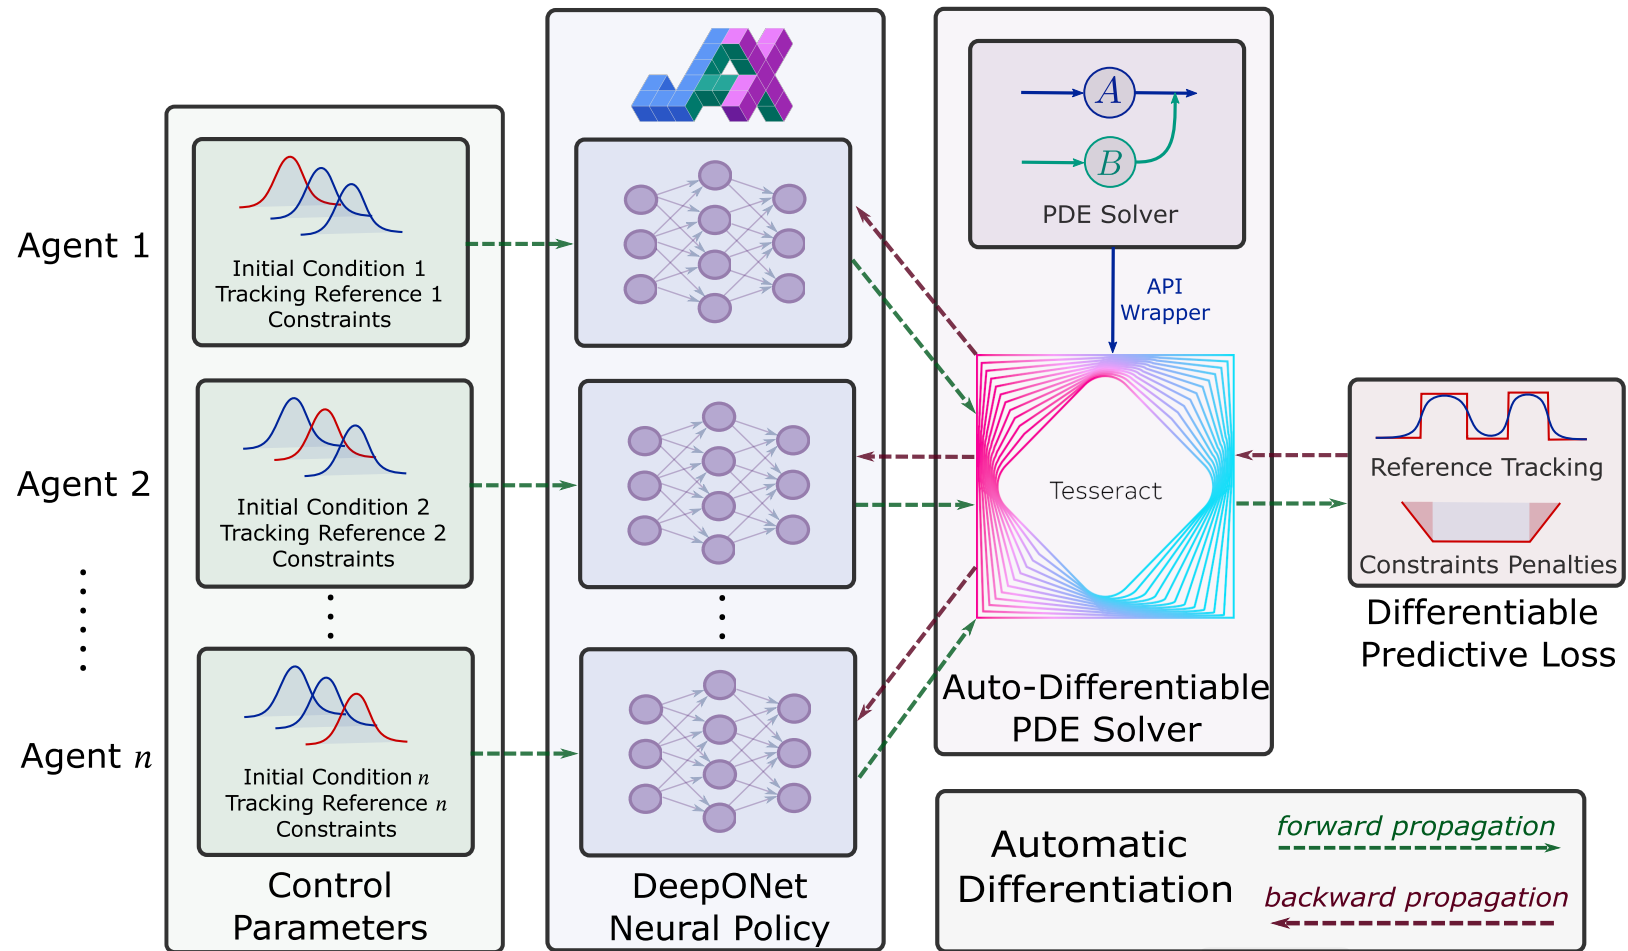 JAX
Agent 1
Initial Condition 1
Tracking Reference 1
Constraints
Agent 2
Initial Condition 2
Tracking Reference 2
Constraints
Agent n
Initial Condition n
Tracking Reference n
Constraints
Control
Parameters
DeepONet
Neural Policy
A
B
PDE Solver
API
Wrapper
Tesseract
Auto-Differentiable
PDE Solver
Reference Tracking
Constraints Penalties
Differentiable
Predictive Loss
Automatic
Differentiation
forward propagation
backward propagation